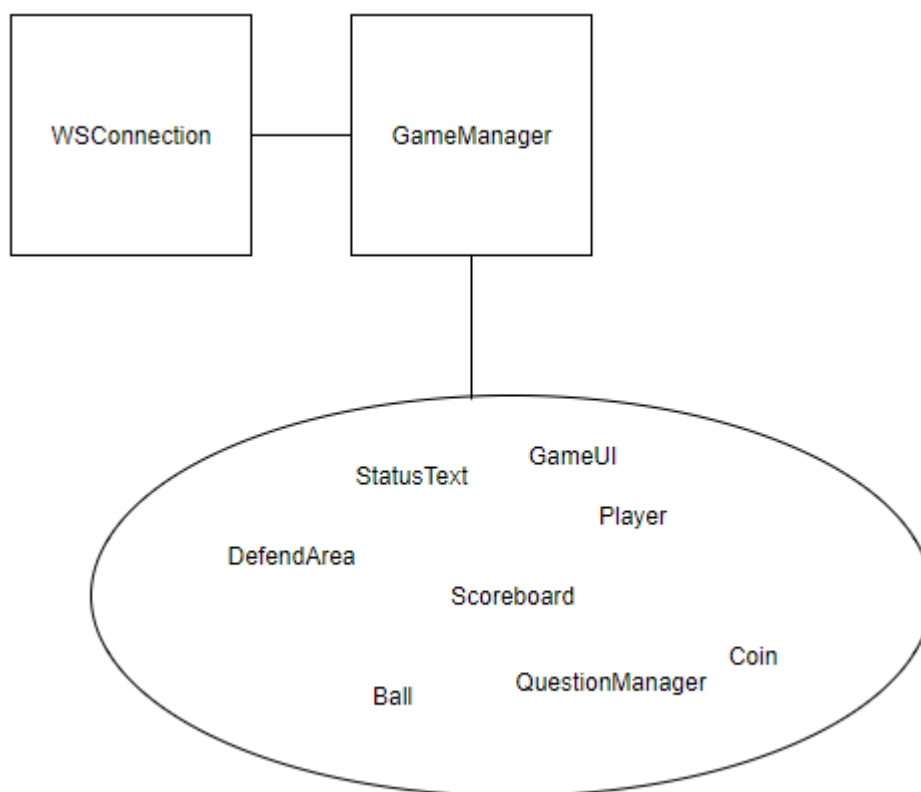 WSConnection
GameManager
GameUI
StatusText
Player
DefendArea
Scoreboard
Coin
QuestionManager
Ball